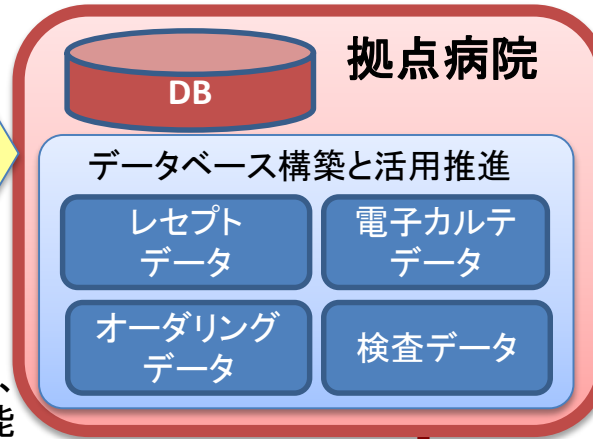 拠点病院
DB
データベース構築と活用推進
レセプト
データ
電子カルテ
データ
オーダリング
データ
検査データ
、
能